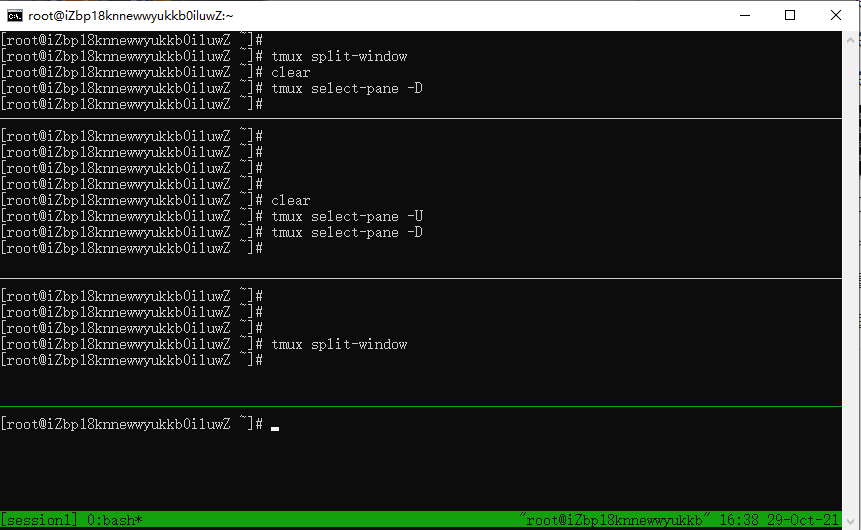 root@iZbp18knnewwyukkb0iluwZ:~
[root@iZbp18knnewwyukkb0iluwZ ~]#
[root@iZbp18knnewwyukkb0iluwZ ~]# tmux split-window
[root@iZbp18knnewwyukkb0iluwZ ~]# clear
[root@iZbp18knnewwyukkb0iluwZ ~]# tmux select-pane -D
[root@iZbp18knnewwyukkb0iluwZ ~]#
[root@iZbp18knnewwyukkb0iluwZ ~]#
[root@iZbp18knnewwyukkb0iluwZ ~]#
[root@iZbp18knnewwyukkb0iluwZ ~]#
[root@iZbp18knnewwyukkb0iluwZ ~]#
[root@iZbp18knnewwyukkb0iluwZ ~]# clear
[root@iZbp18knnewwyukkb0iluwZ ~]# tmux select-pane -U
[root@iZbp18knnewwyukkb0iluwZ ~]# tmux select-pane -D
[root@iZbp18knnewwyukkb0iluwZ ~]#
[root@iZbp18knnewwyukkb0iluwZ ~]#
[root@iZbp18knnewwyukkb0iluwZ ~]#
[root@iZbp18knnewwyukkb0iluwZ ~]#
[root@iZbp18knnewwyukkb0iluwZ ~]# tmux split-window
[root@iZbp18knnewwyukkb0iluwZ ~]#
[root@iZbp18knnewwyukkb0iluwZ ~]#
[session1] 0:bash* "root@iZbp18knnewwyukkb" 16:38 29-Oct-21